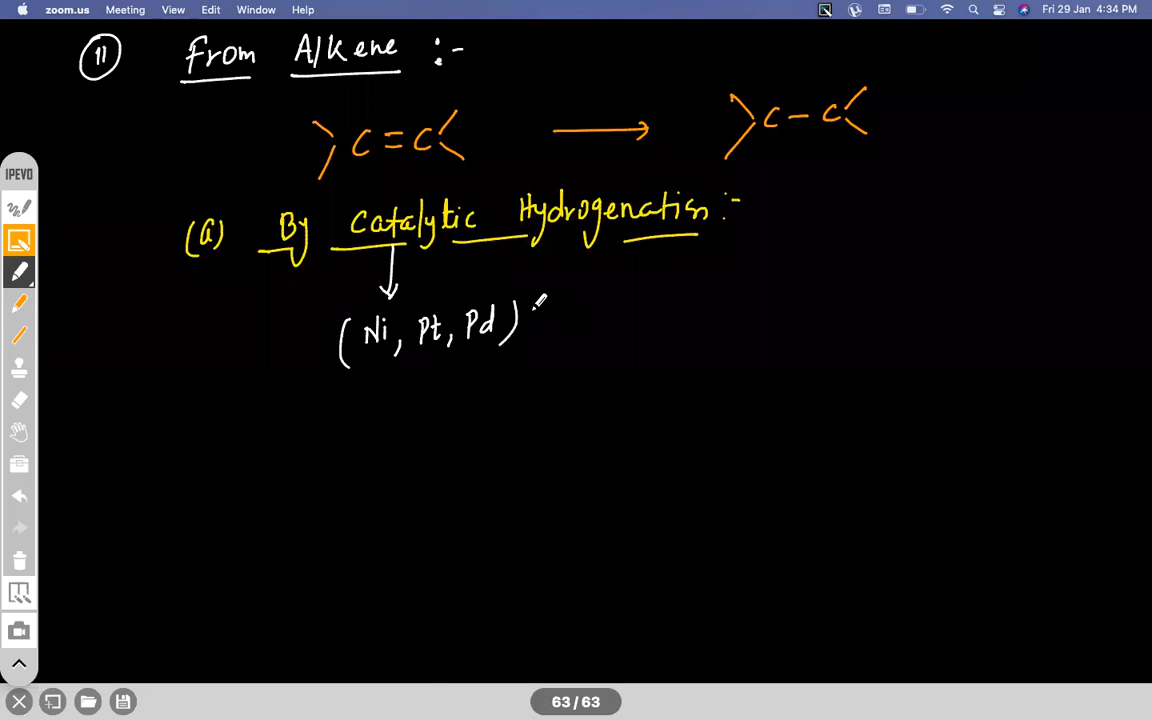 zoom.us Meeting View Edit Window Help Fri 29 Jan 4:34 PM
11 From Alkene :-
C = C → C - C
(a) By Catalytic Hydrogenation :-
(Ni, Pt, Pd)
IPEVO
63 / 63